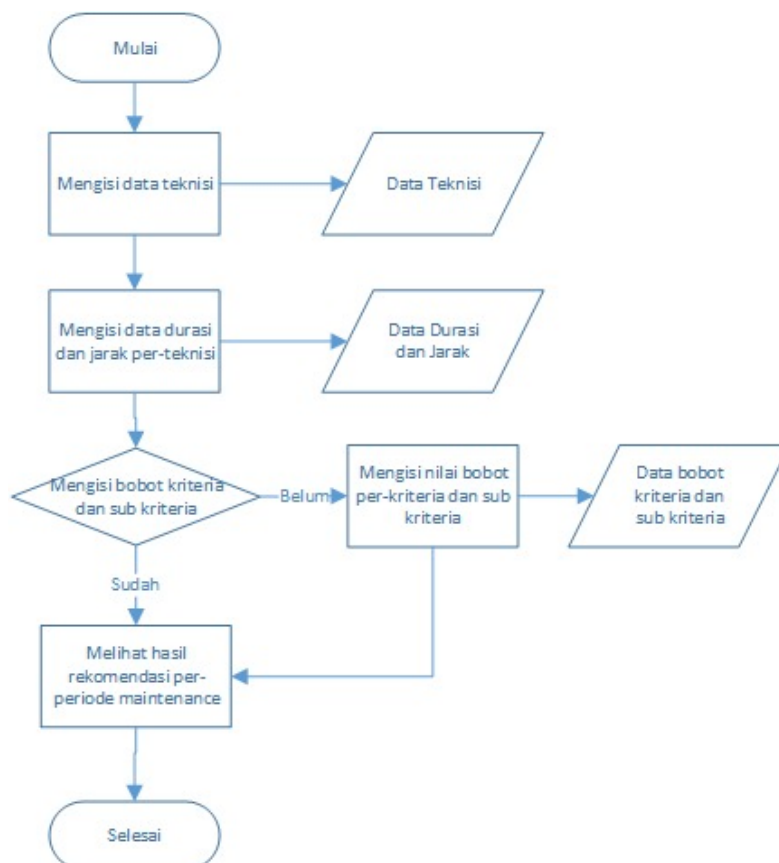 Mulai
Mengisi data teknisi
Data Teknisi
Mengisi data durasi
dan jarak per-teknisi
Data Durasi
dan Jarak
Mengisi bobot kriteria
dan sub kriteria
Belum
Mengisi nilai bobot
per-kriteria dan sub
kriteria
Data bobot
kriteria dan
sub kriteria
Sudah
Melihat hasil
rekomendasi per-
periode maintenance
Selesai